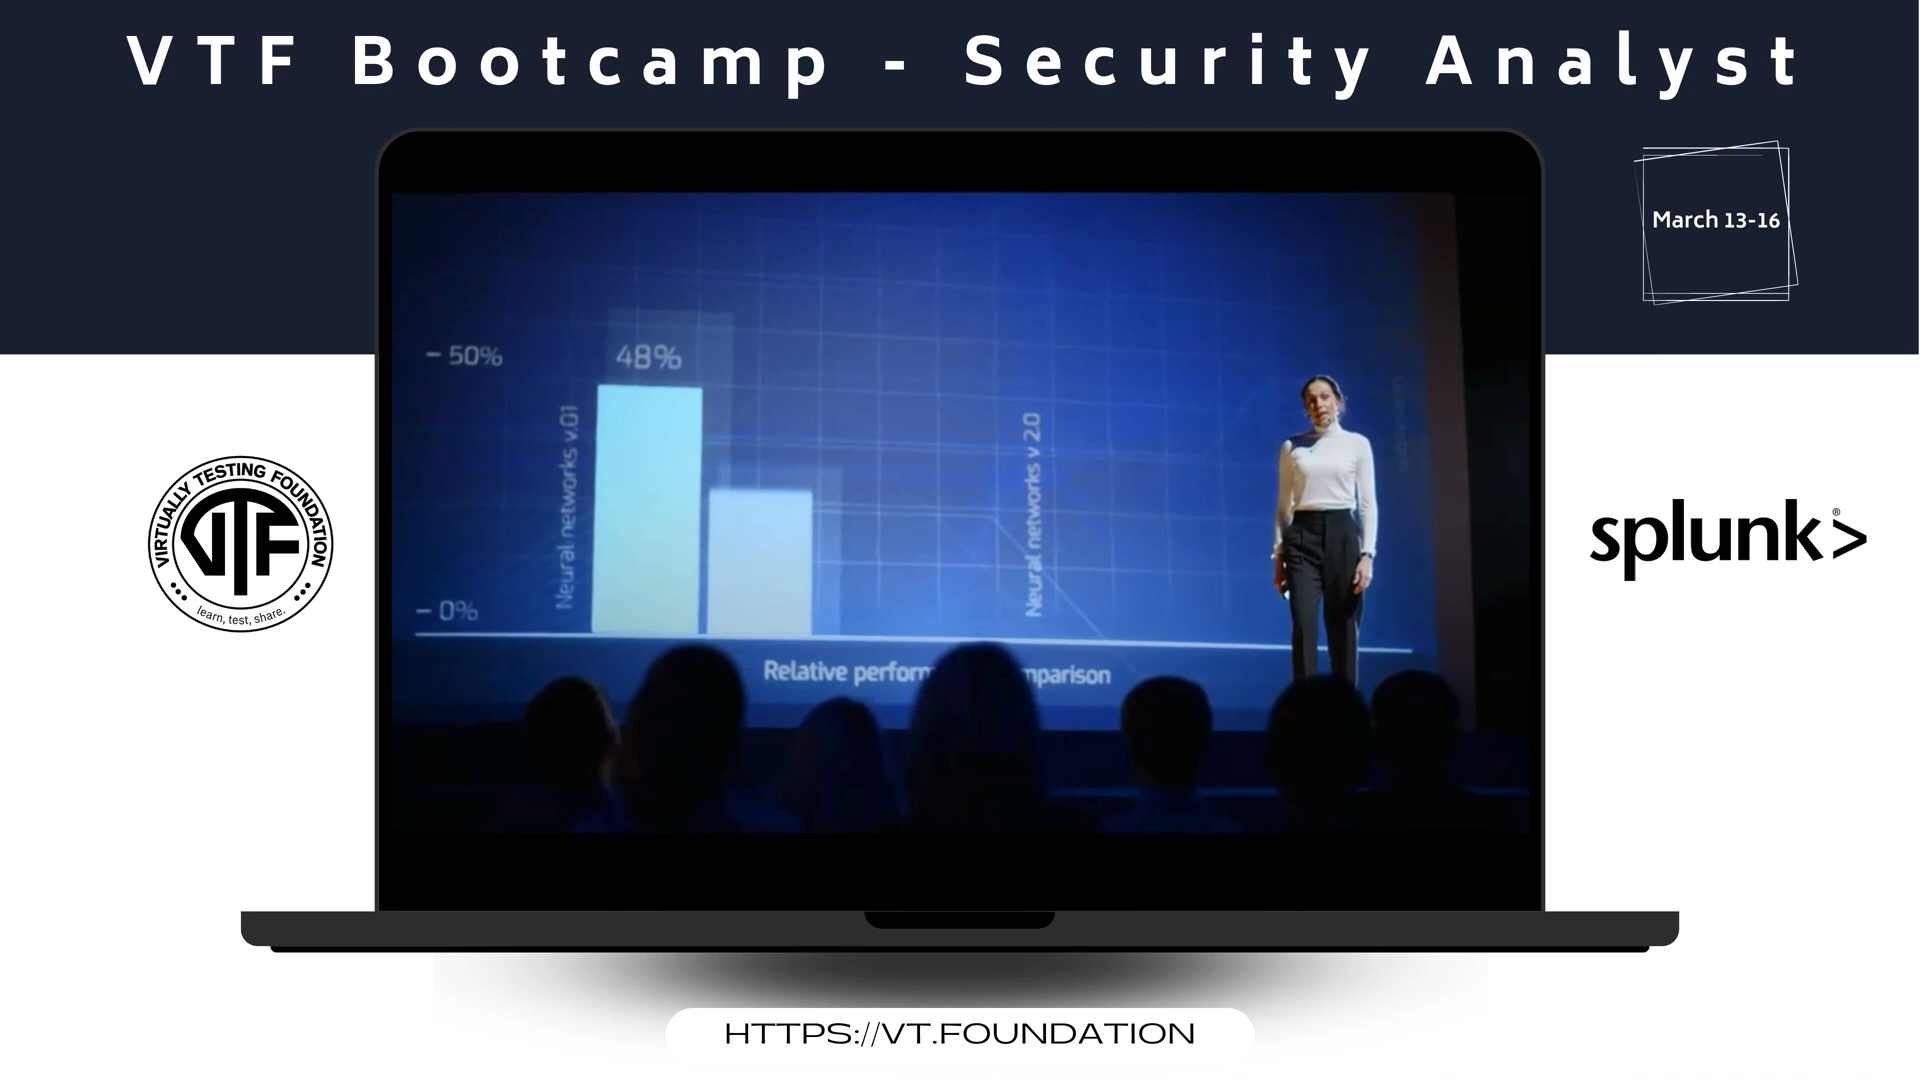 VTF Bootcamp - Security Analyst
March 13-16
– 50%
48%
Neural networks v.01
Neural networks v 2.0
– 0%
Relative perform
mparison
VIRTUALLY TESTING FOUNDATION
VTF
learn, test, share.
splunk>®
HTTPS://VT.FOUNDATION